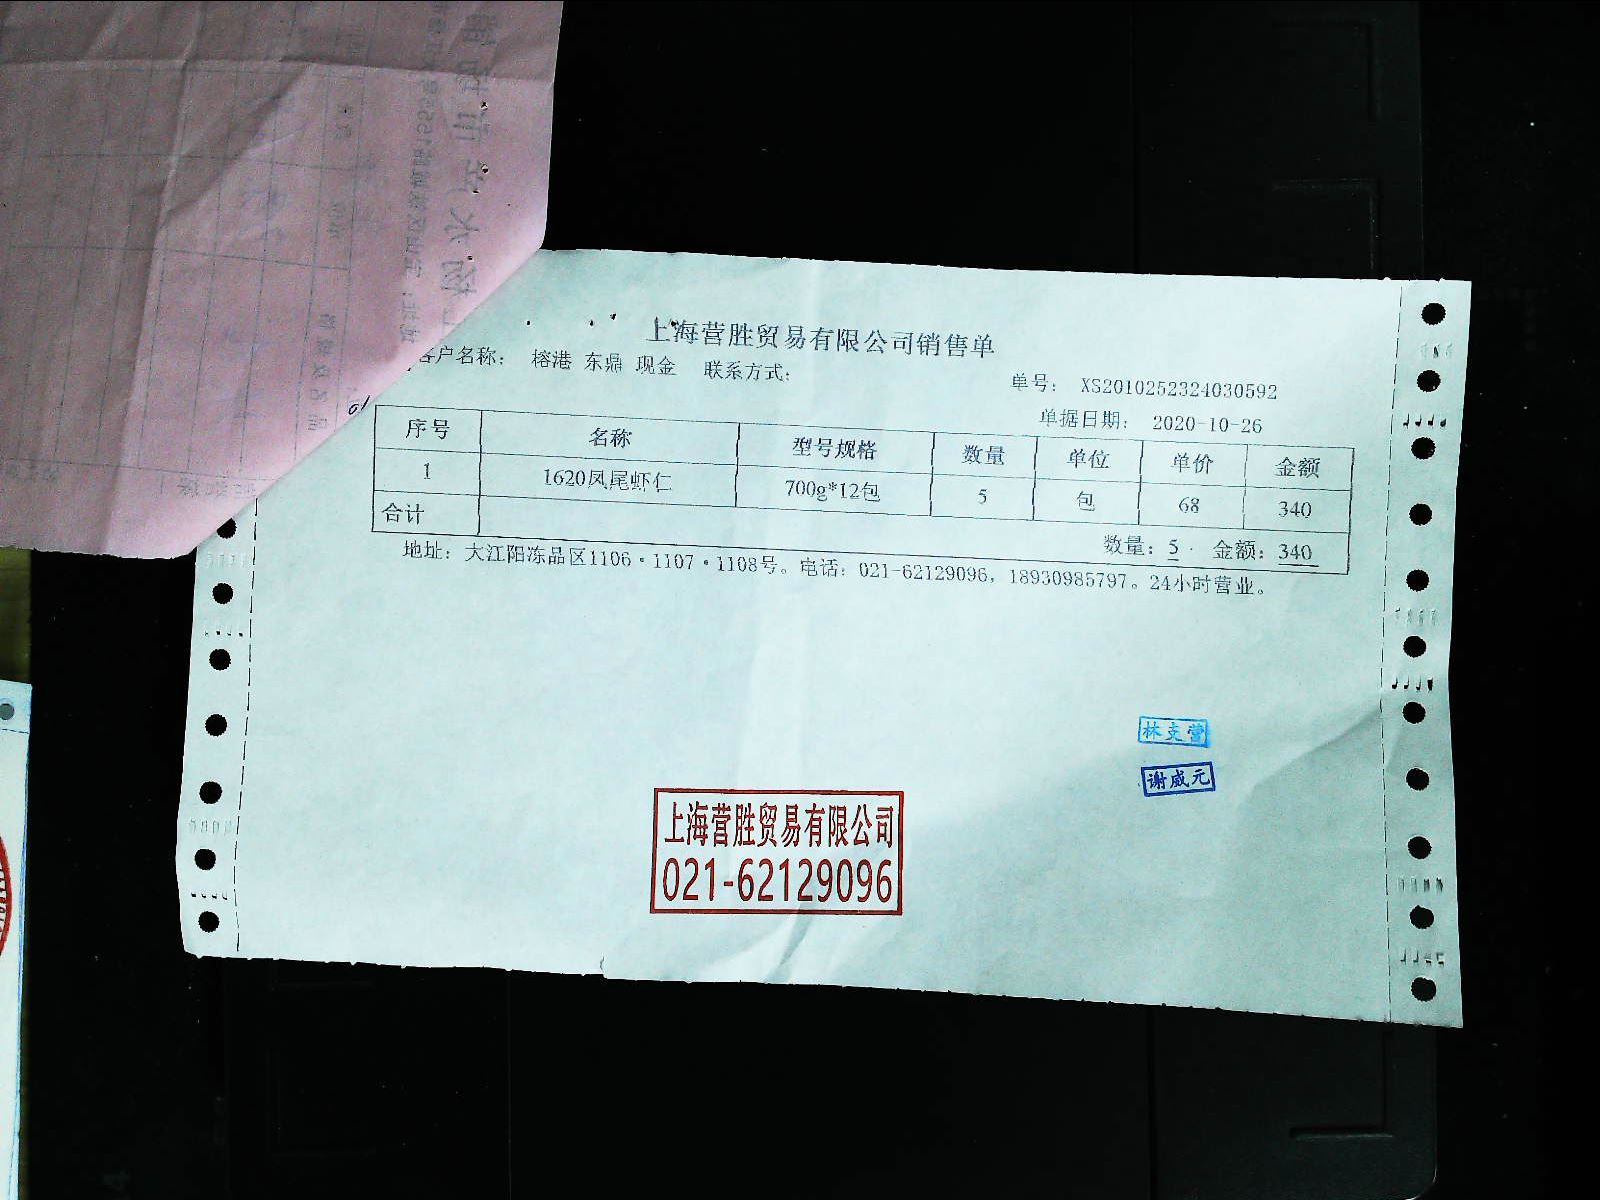 上海营胜贸易有限公司销售单
客户名称： 榕港 东鼎 现金 联系方式：
单号： XS2010252324030592
单据日期： 2020-10-26
序号 名称 型号规格 数量 单位 单价 金额
1 1620凤尾虾仁 700g*12包 5 包 68 340
合计
数量：5 金额：340
地址：大江阳冻品区1106·1107·1108号。电话：021-62129096，18930985797。24小时营业。
林克营
谢威元
上海营胜贸易有限公司
021-62129096